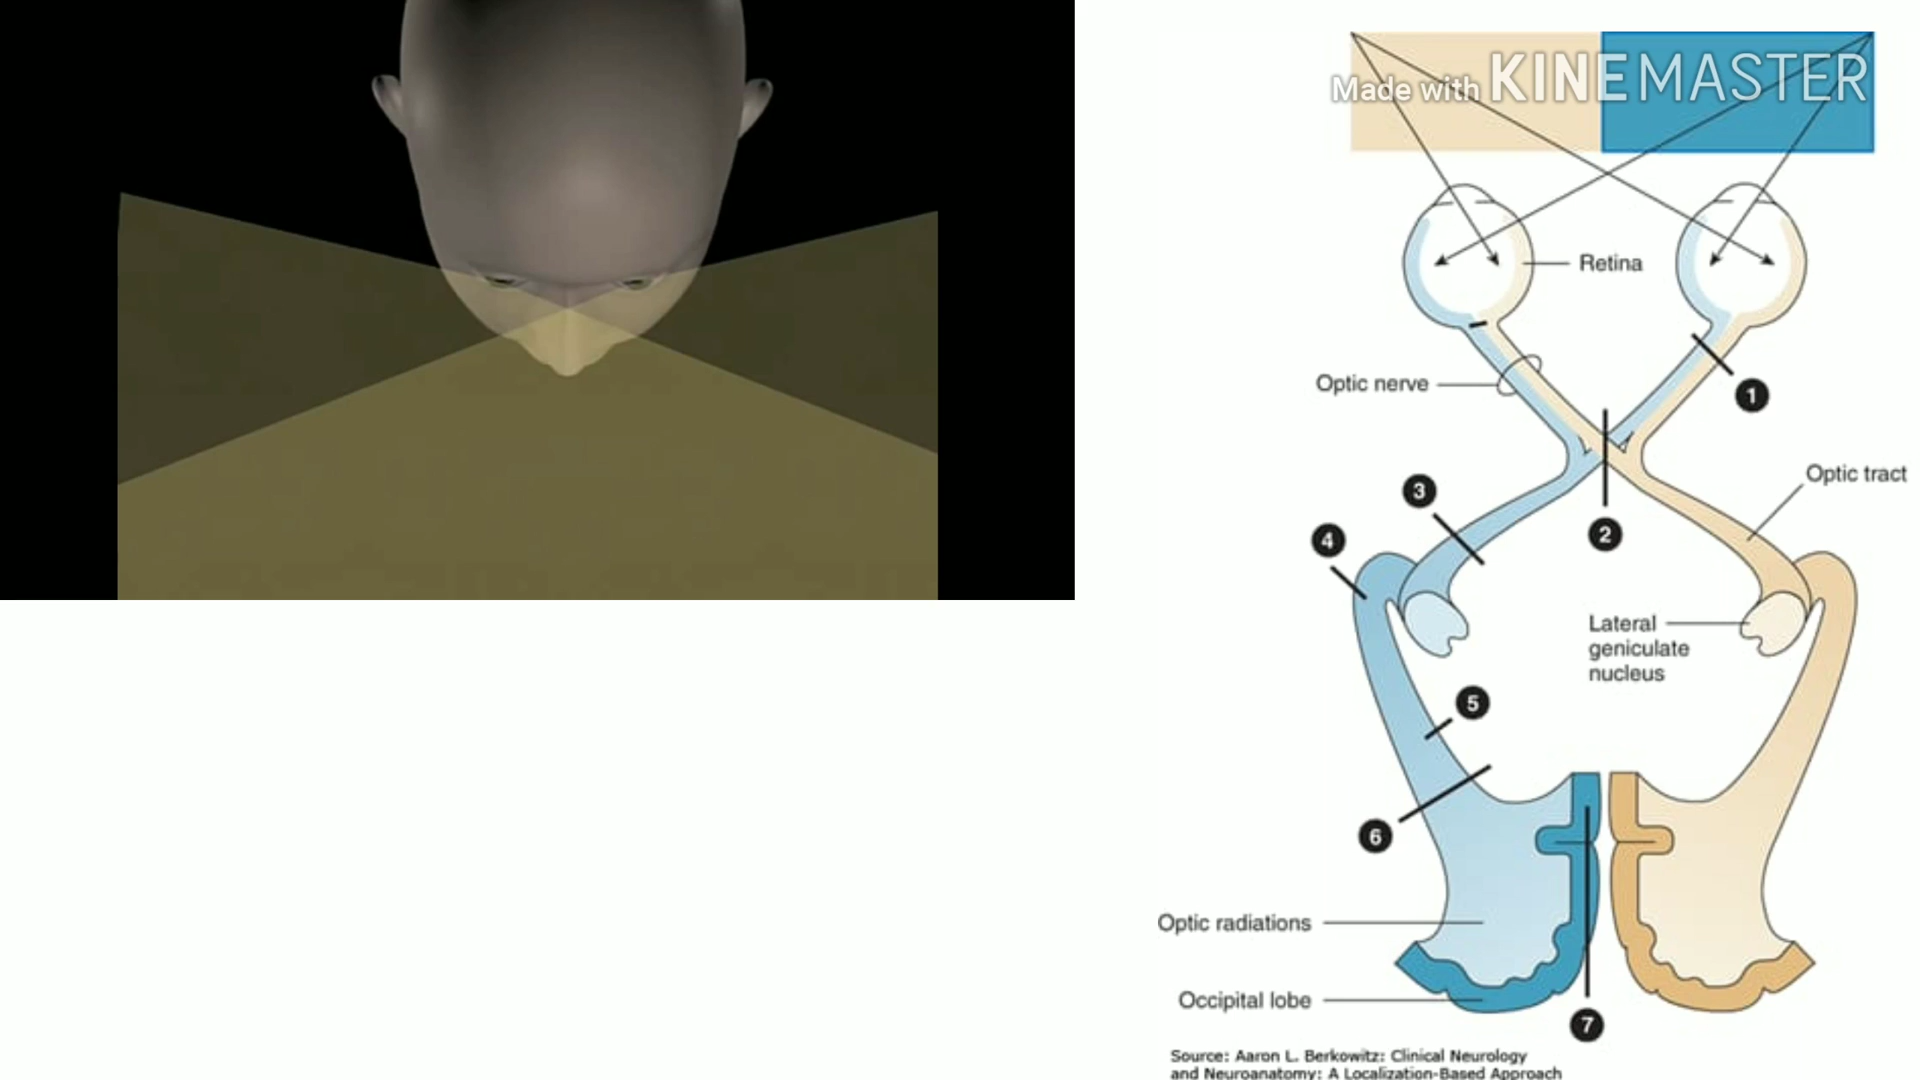 Made with KINEMASTER
Retina
Optic nerve
1
Optic tract
3
2
4
Lateral
geniculate
nucleus
5
6
Optic radiations
Occipital lobe
7
Source: Aaron L. Berkowitz: Clinical Neurology
and Neuroanatomy: A Localization-Based Approach